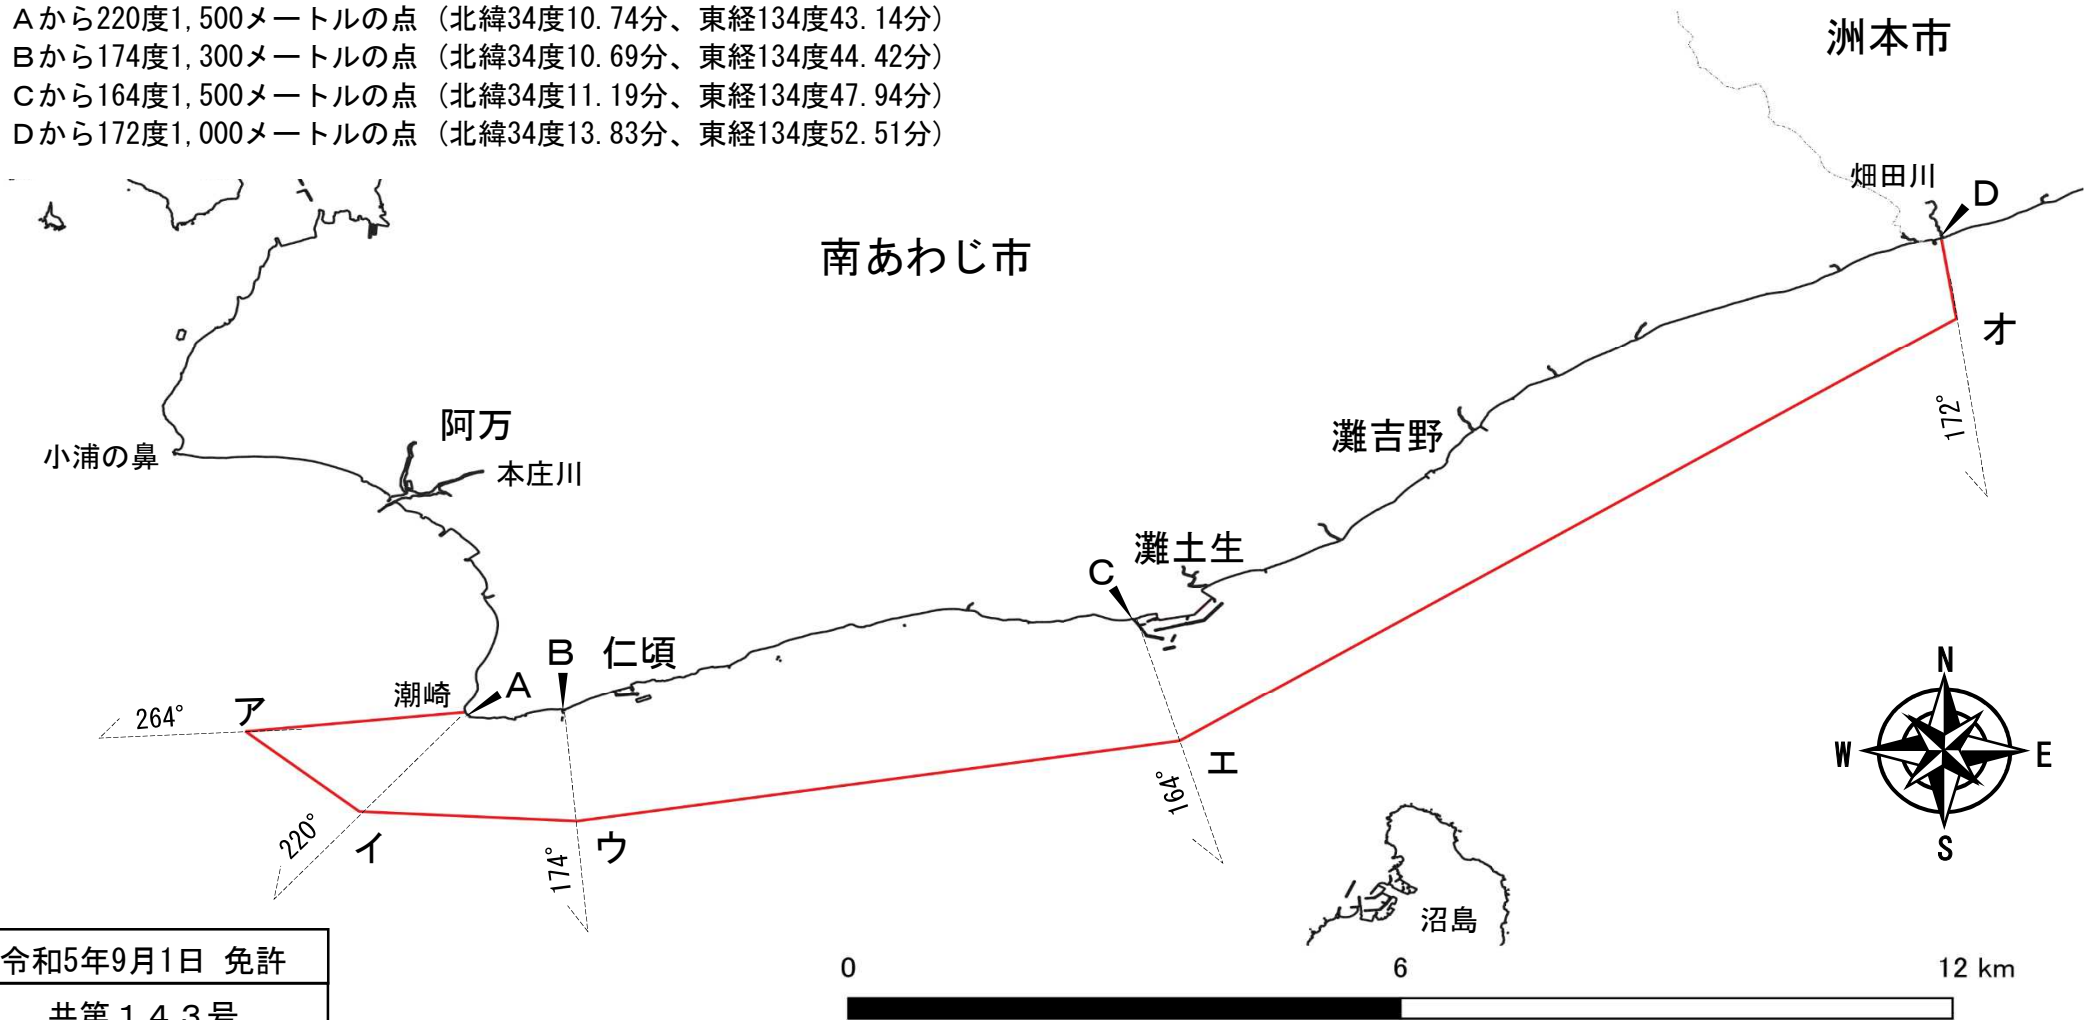 Aから220度1,500メートルの点（北緯34度10.74分、東経134度43.14分）
Bから174度1,300メートルの点（北緯34度10.69分、東経134度44.42分）
Cから164度1,500メートルの点（北緯34度11.19分、東経134度47.94分）
Dから172度1,000メートルの点（北緯34度13.83分、東経134度52.51分）
洲本市
畑田川
D
南あわじ市
オ
172°
阿万
小浦の鼻
本庄川
灘吉野
灘土生
C
B
仁頃
潮崎
A
ア
264°
エ
164°
イ
220°
ウ
174°
N
W
E
S
沼島
令和5年9月1日 免許
共第143号
0
6
12 km